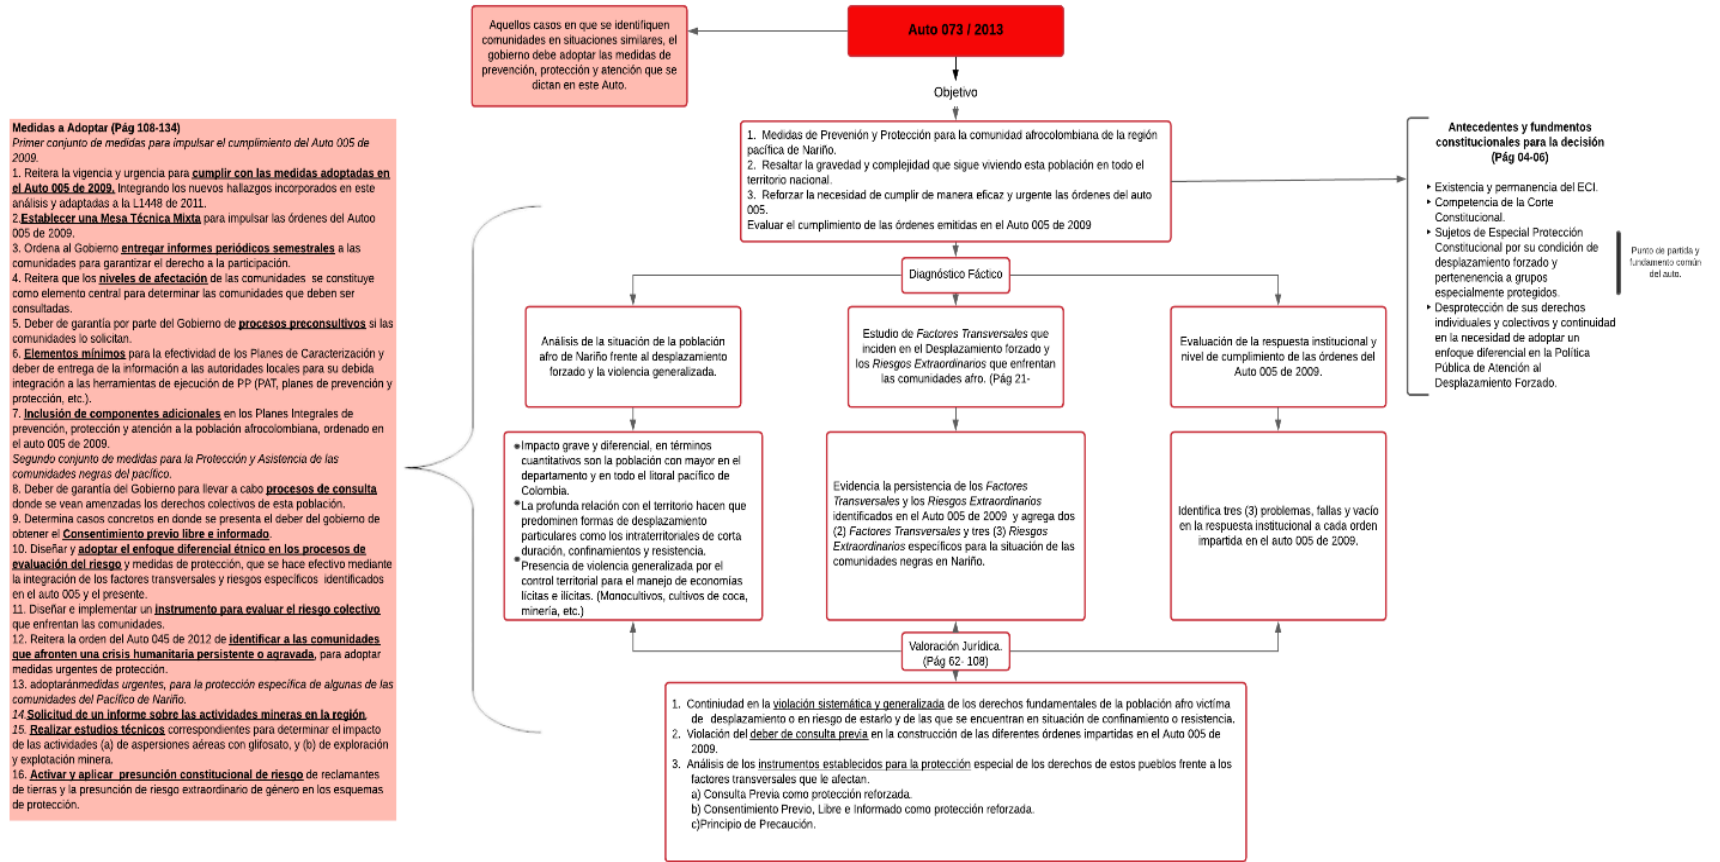 Auto 073 / 2013
Aquellos casos en que se identifiquen
comunidades en situaciones similares, el
gobierno debe adoptar las medidas de
prevención, protección y atención que se
dictan en este Auto.
Objetivo
1. Medidas de Prevenión y Protección para la comunidad afrocolombiana de la región
pacífica de Nariño.
2. Resaltar la gravedad y complejidad que sigue viviendo esta población en todo el
territorio nacional.
3. Reforzar la necesidad de cumplir de manera eficaz y urgente las órdenes del auto
005.
Evaluar el cumplimiento de las órdenes emitidas en el Auto 005 de 2009
Antecedentes y fundmentos
constitucionales para la decisión
(Pág 04-06)
Existencia y permanencia del ECI.
Competencia de la Corte
Constitucional.
Sujetos de Especial Protección
Constitucional por su condición de
desplazamiento forzado y
pertenenencia a grupos
especialmente protegidos.
Desprotección de sus derechos
individuales y colectivos y continuidad
en la necesidad de adoptar un
enfoque diferencial en la Política
Pública de Atención al
Desplazamiento Forzado.
Punto de partida y
fundamento común
del auto.
Diagnóstico Fáctico
Análisis de la situación de la población
afro de Nariño frente al desplazamiento
forzado y la violencia generalizada.
Estudio de Factores Transversales que
inciden en el Desplazamiento forzado y
los Riesgos Extraordinarios que enfrentan
las comunidades afro. (Pág 21-
Evaluación de la respuesta institucional y
nivel de cumplimiento de las órdenes del
Auto 005 de 2009.
Impacto grave y diferencial, en términos
cuantitativos son la población con mayor en el
departamento y en todo el litoral pacífico de
Colombia.
La profunda relación con el territorio hacen que
predominen formas de desplazamiento
particulares como los intraterritoriales de corta
duración, confinamientos y resistencia.
Presencia de violencia generalizada por el
control territorial para el manejo de economías
lícitas e ilícitas. (Monocultivos, cultivos de coca,
minería, etc.)
Evidencia la persistencia de los Factores
Transversales y los Riesgos Extraordinarios
identificados en el Auto 005 de 2009 y agrega dos
(2) Factores Transversales y tres (3) Riesgos
Extraordinarios específicos para la situación de las
comunidades negras en Nariño.
Identifica tres (3) problemas, fallas y vacío
en la respuesta institucional a cada orden
impartida en el auto 005 de 2009.
Valoración Jurídica.
(Pág 62- 108)
1. Continiudad en la violación sistemática y generalizada de los derechos fundamentales de la población afro victíma
de desplazamiento o en riesgo de estarlo y de las que se encuentran en situación de confinamiento o resistencia.
2. Violación del deber de consulta previa en la construcción de las diferentes órdenes impartidas en el Auto 005 de
2009.
3. Análisis de los instrumentos establecidos para la protección especial de los derechos de estos pueblos frente a los
factores transversales que le afectan.
a) Consulta Previa como protección reforzada.
b) Consentimiento Previo, Libre e Informado como protección reforzada.
c)Principio de Precaución.
Medidas a Adoptar (Pág 108-134)
Primer conjunto de medidas para impulsar el cumplimiento del Auto 005 de
2009.
1. Reitera la vigencia y urgencia para cumplir con las medidas adoptadas en
el Auto 005 de 2009. Integrando los nuevos hallazgos incorporados en este
análisis y adaptadas a la L1448 de 2011.
2.Establecer una Mesa Técnica Mixta para impulsar las órdenes del Autoo
005 de 2009.
3. Ordena al Gobierno entregar informes periódicos semestrales a las
comunidades para garantizar el derecho a la participación.
4. Reitera que los niveles de afectación de las comunidades se constituye
como elemento central para determinar las comunidades que deben ser
consultadas.
5. Deber de garantía por parte del Gobierno de procesos preconsultivos si las
comunidades lo solicitan.
6. Elementos mínimos para la efectividad de los Planes de Caracterización y
deber de entrega de la información a las autoridades locales para su debida
integración a las herramientas de ejecución de PP (PAT, planes de prevención y
protección, etc.).
7. Inclusión de componentes adicionales en los Planes Integrales de
prevención, protección y atención a la población afrocolombiana, ordenado en
el auto 005 de 2009.
Segundo conjunto de medidas para la Protección y Asistencia de las
comunidades negras del pacífico.
8. Deber de garantía del Gobierno para llevar a cabo procesos de consulta
donde se vean amenzadas los derechos colectivos de esta población.
9. Determina casos concretos en donde se presenta el deber del gobierno de
obtener el Consentimiento previo libre e informado.
10. Diseñar y adoptar el enfoque diferencial étnico en los procesos de
evaluación del riesgo y medidas de protección, que se hace efectivo mediante
la integración de los factores transversales y riesgos específicos identificados
en el auto 005 y el presente.
11. Diseñar e implementar un instrumento para evaluar el riesgo colectivo
que enfrentan las comunidades.
12. Reitera la orden del Auto 045 de 2012 de identificar a las comunidades
que afronten una crisis humanitaria persistente o agravada, para adoptar
medidas urgentes de protección.
13. adoptaránmedidas urgentes, para la protección específica de algunas de las
comunidades del Pacífico de Nariño.
14.Solicitud de un informe sobre las actividades mineras en la región.
15. Realizar estudios técnicos correspondientes para determinar el impacto
de las actividades (a) de aspersiones aéreas con glifosato, y (b) de exploración
y explotación minera.
16. Activar y aplicar presunción constitucional de riesgo de reclamantes
de tierras y la presunción de riesgo extraordinario de género en los esquemas
de protección.